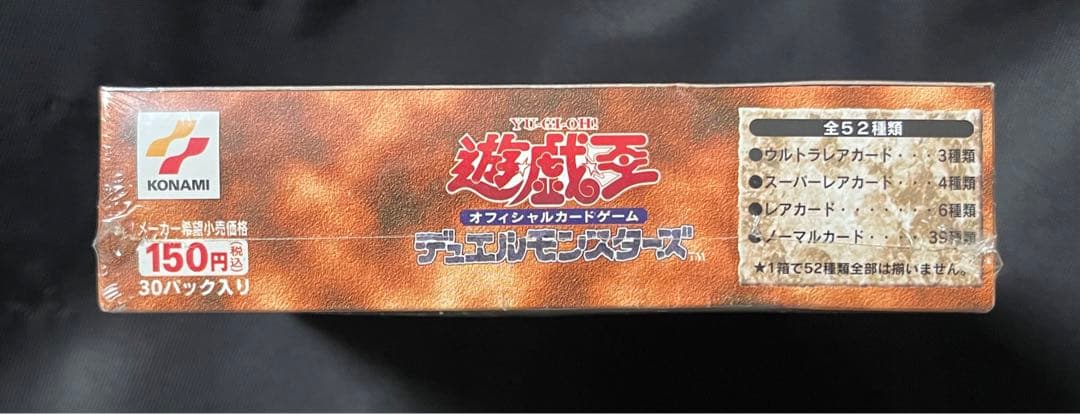 KONAMI
メーカー希望小売価格
150円(税込)
30パック入り
YU-GI-OH!
遊戯王
オフィシャルカードゲーム
デュエルモンスターズ™
全52種類
●ウルトラレアカード・・・3種類
●スーパーレアカード・・・4種類
●レアカード・・・・・・・6種類
●ノーマルカード・・・・・39種類
★1箱で52種類全部は揃いません。